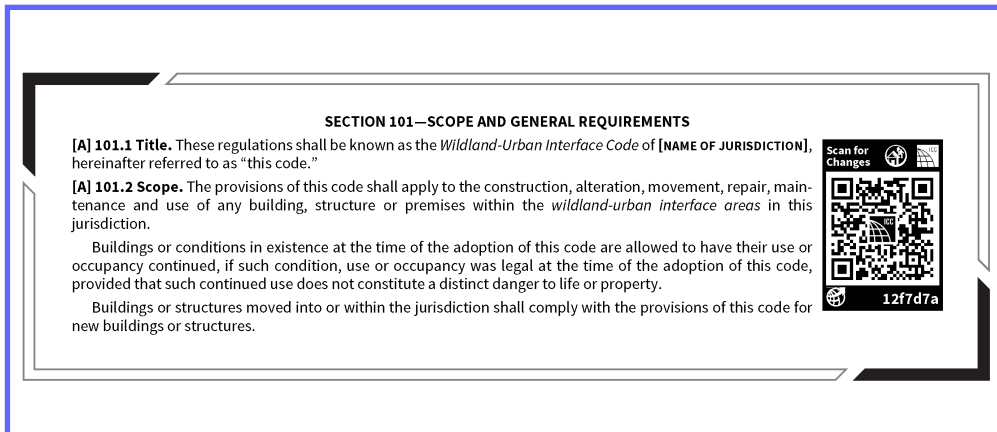 SECTION 101—SCOPE AND GENERAL REQUIREMENTS
[A] 101.1 Title. These regulations shall be known as the Wildland-Urban Interface Code of [NAME OF JURISDICTION],
hereinafter referred to as “this code.”
[A] 101.2 Scope. The provisions of this code shall apply to the construction, alteration, movement, repair, main-
tenance and use of any building, structure or premises within the wildland-urban interface areas in this
jurisdiction.
Buildings or conditions in existence at the time of the adoption of this code are allowed to have their use or
occupancy continued, if such condition, use or occupancy was legal at the time of the adoption of this code,
provided that such continued use does not constitute a distinct danger to life or property.
Buildings or structures moved into or within the jurisdiction shall comply with the provisions of this code for
new buildings or structures.
Scan for
Changes
ICC
ICC
12f7d7a